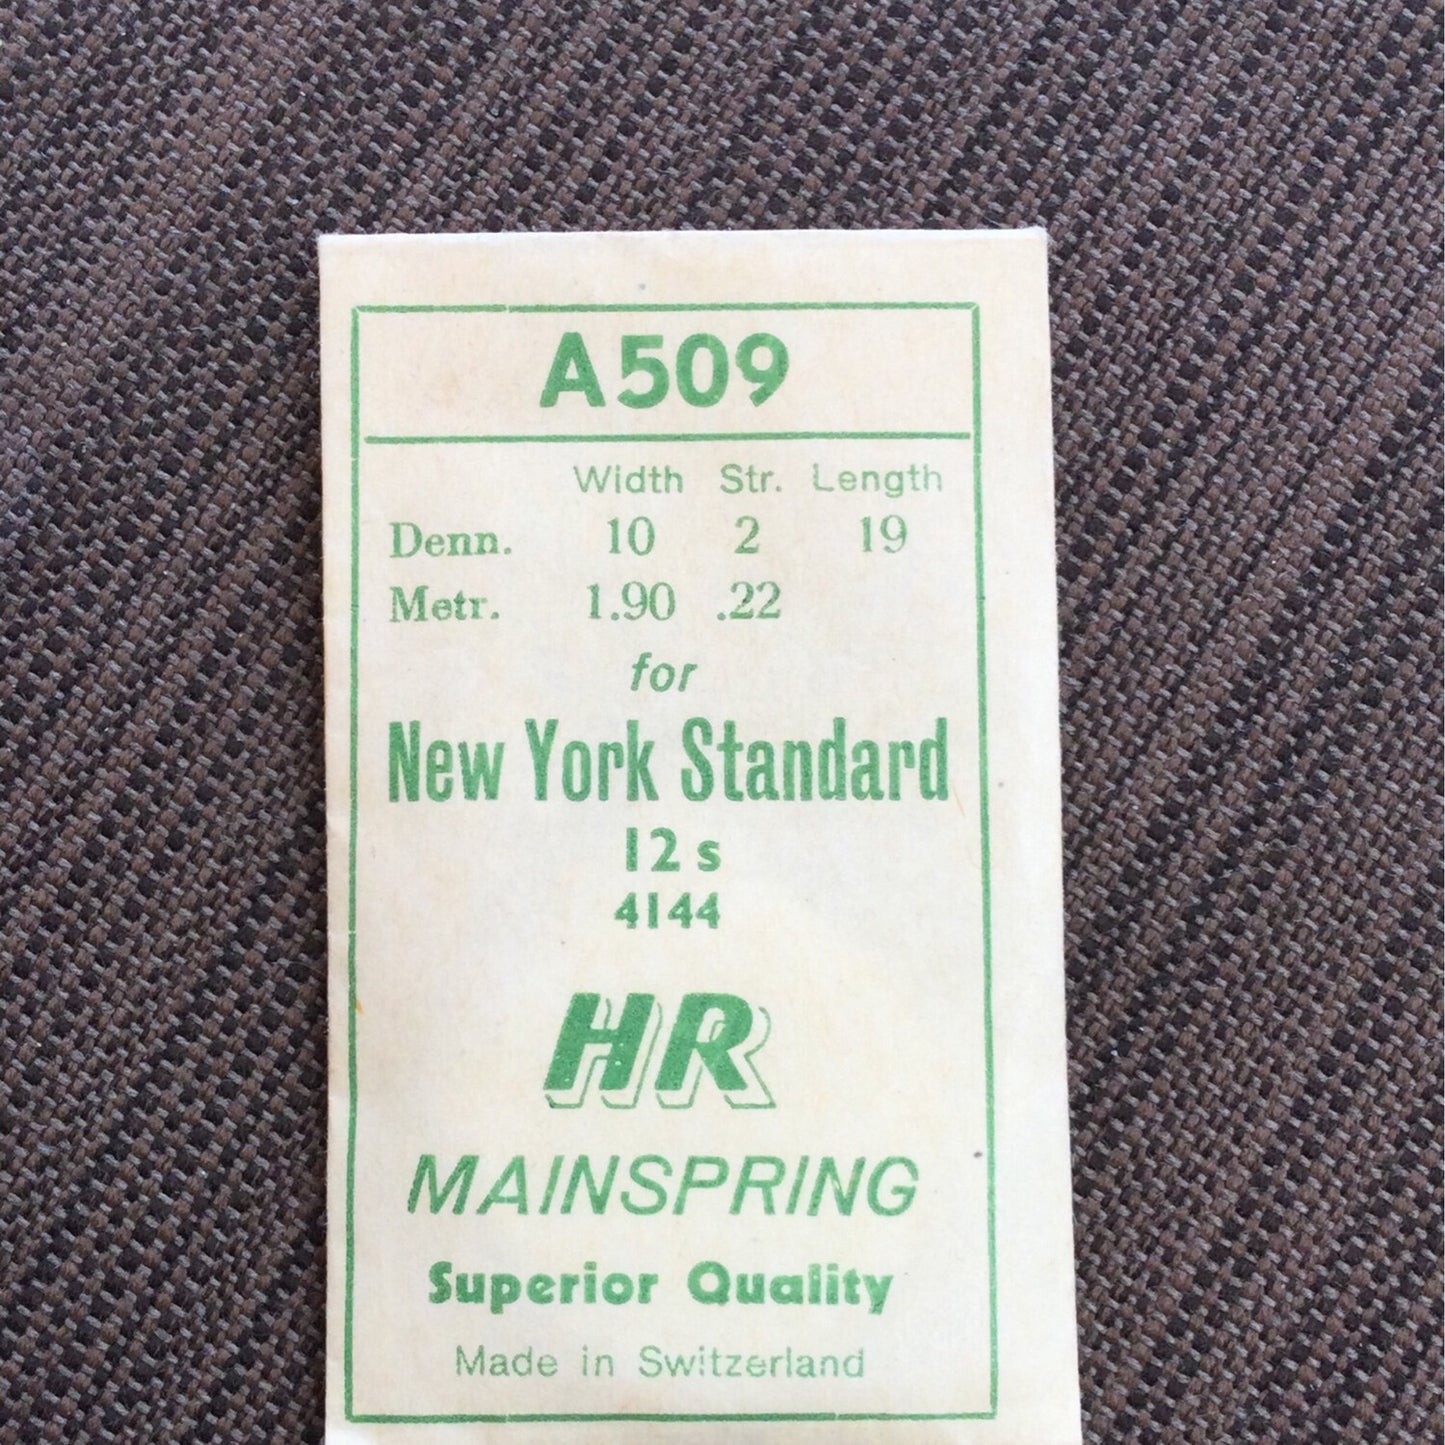 A509
Width Str. Length
Denn. 10 2 19
Metr. 1.90 .22
for
New York Standard
12 s
4144
HR
MAINSPRING
Superior Quality
Made in Switzerland